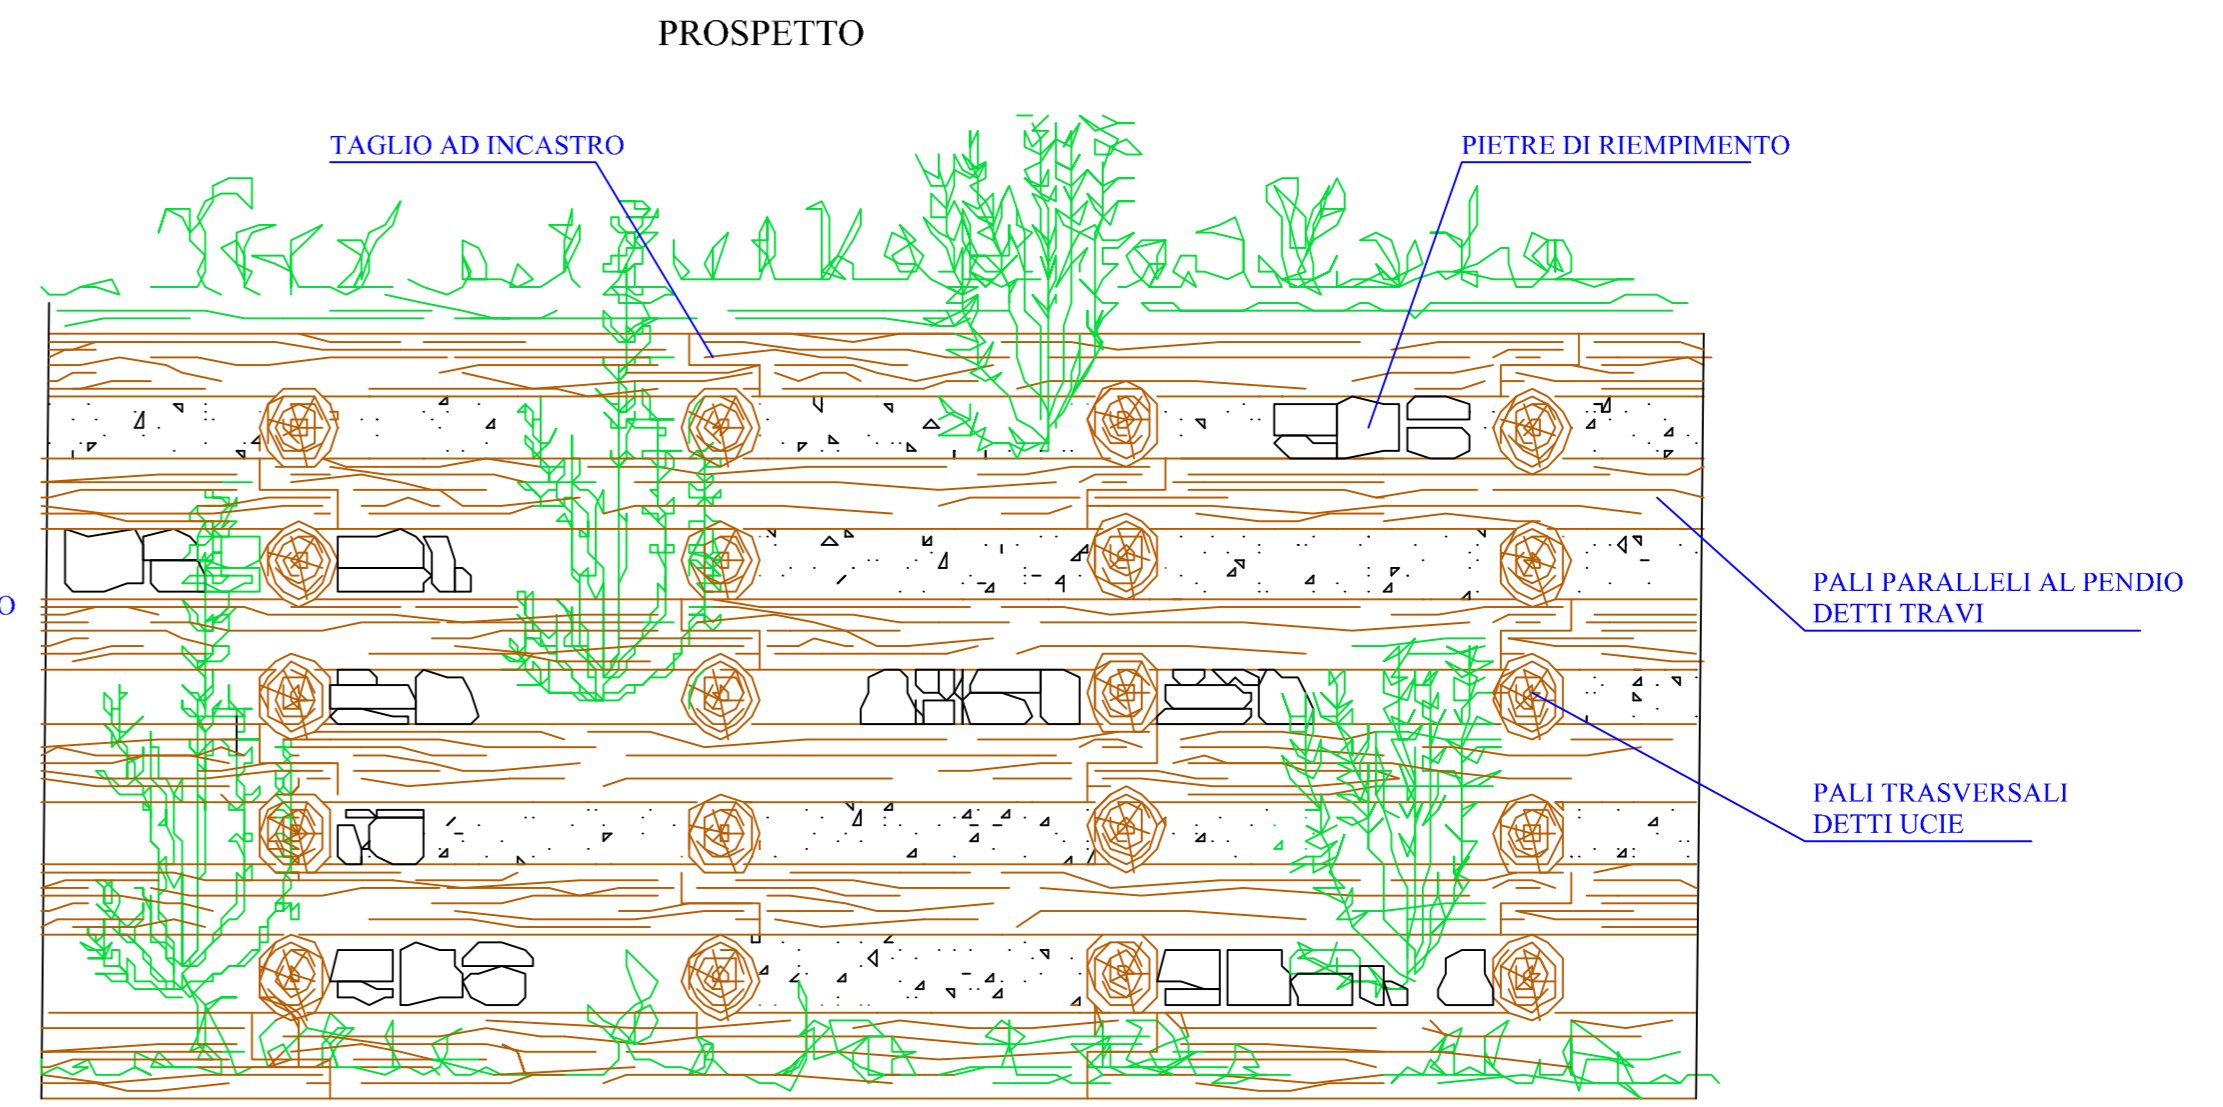 PROSPETTO
TAGLIO AD INCASTRO
PIETRE DI RIEMPIMENTO
PALI PARALLELI AL PENDIO
DETTI TRAVI
PALI TRASVERSALI
DETTI UCIE